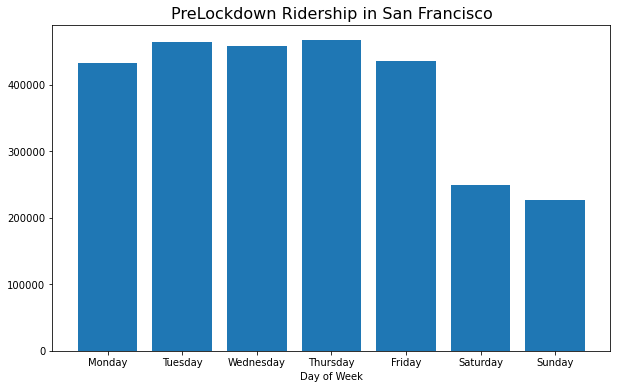 PreLockdown Ridership in San Francisco
400000
300000
200000
100000
0
Monday Tuesday Wednesday Thursday Friday Saturday Sunday
Day of Week